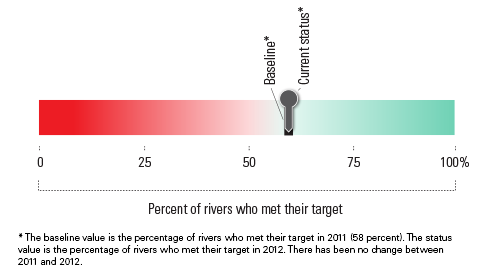 Baseline*
Current status*
0 25 50 75 100%
Percent of rivers who met their target
* The baseline value is the percentage of rivers who met their target in 2011 (58 percent). The status
value is the percentage of rivers who met their target in 2012. There has been no change between
2011 and 2012.